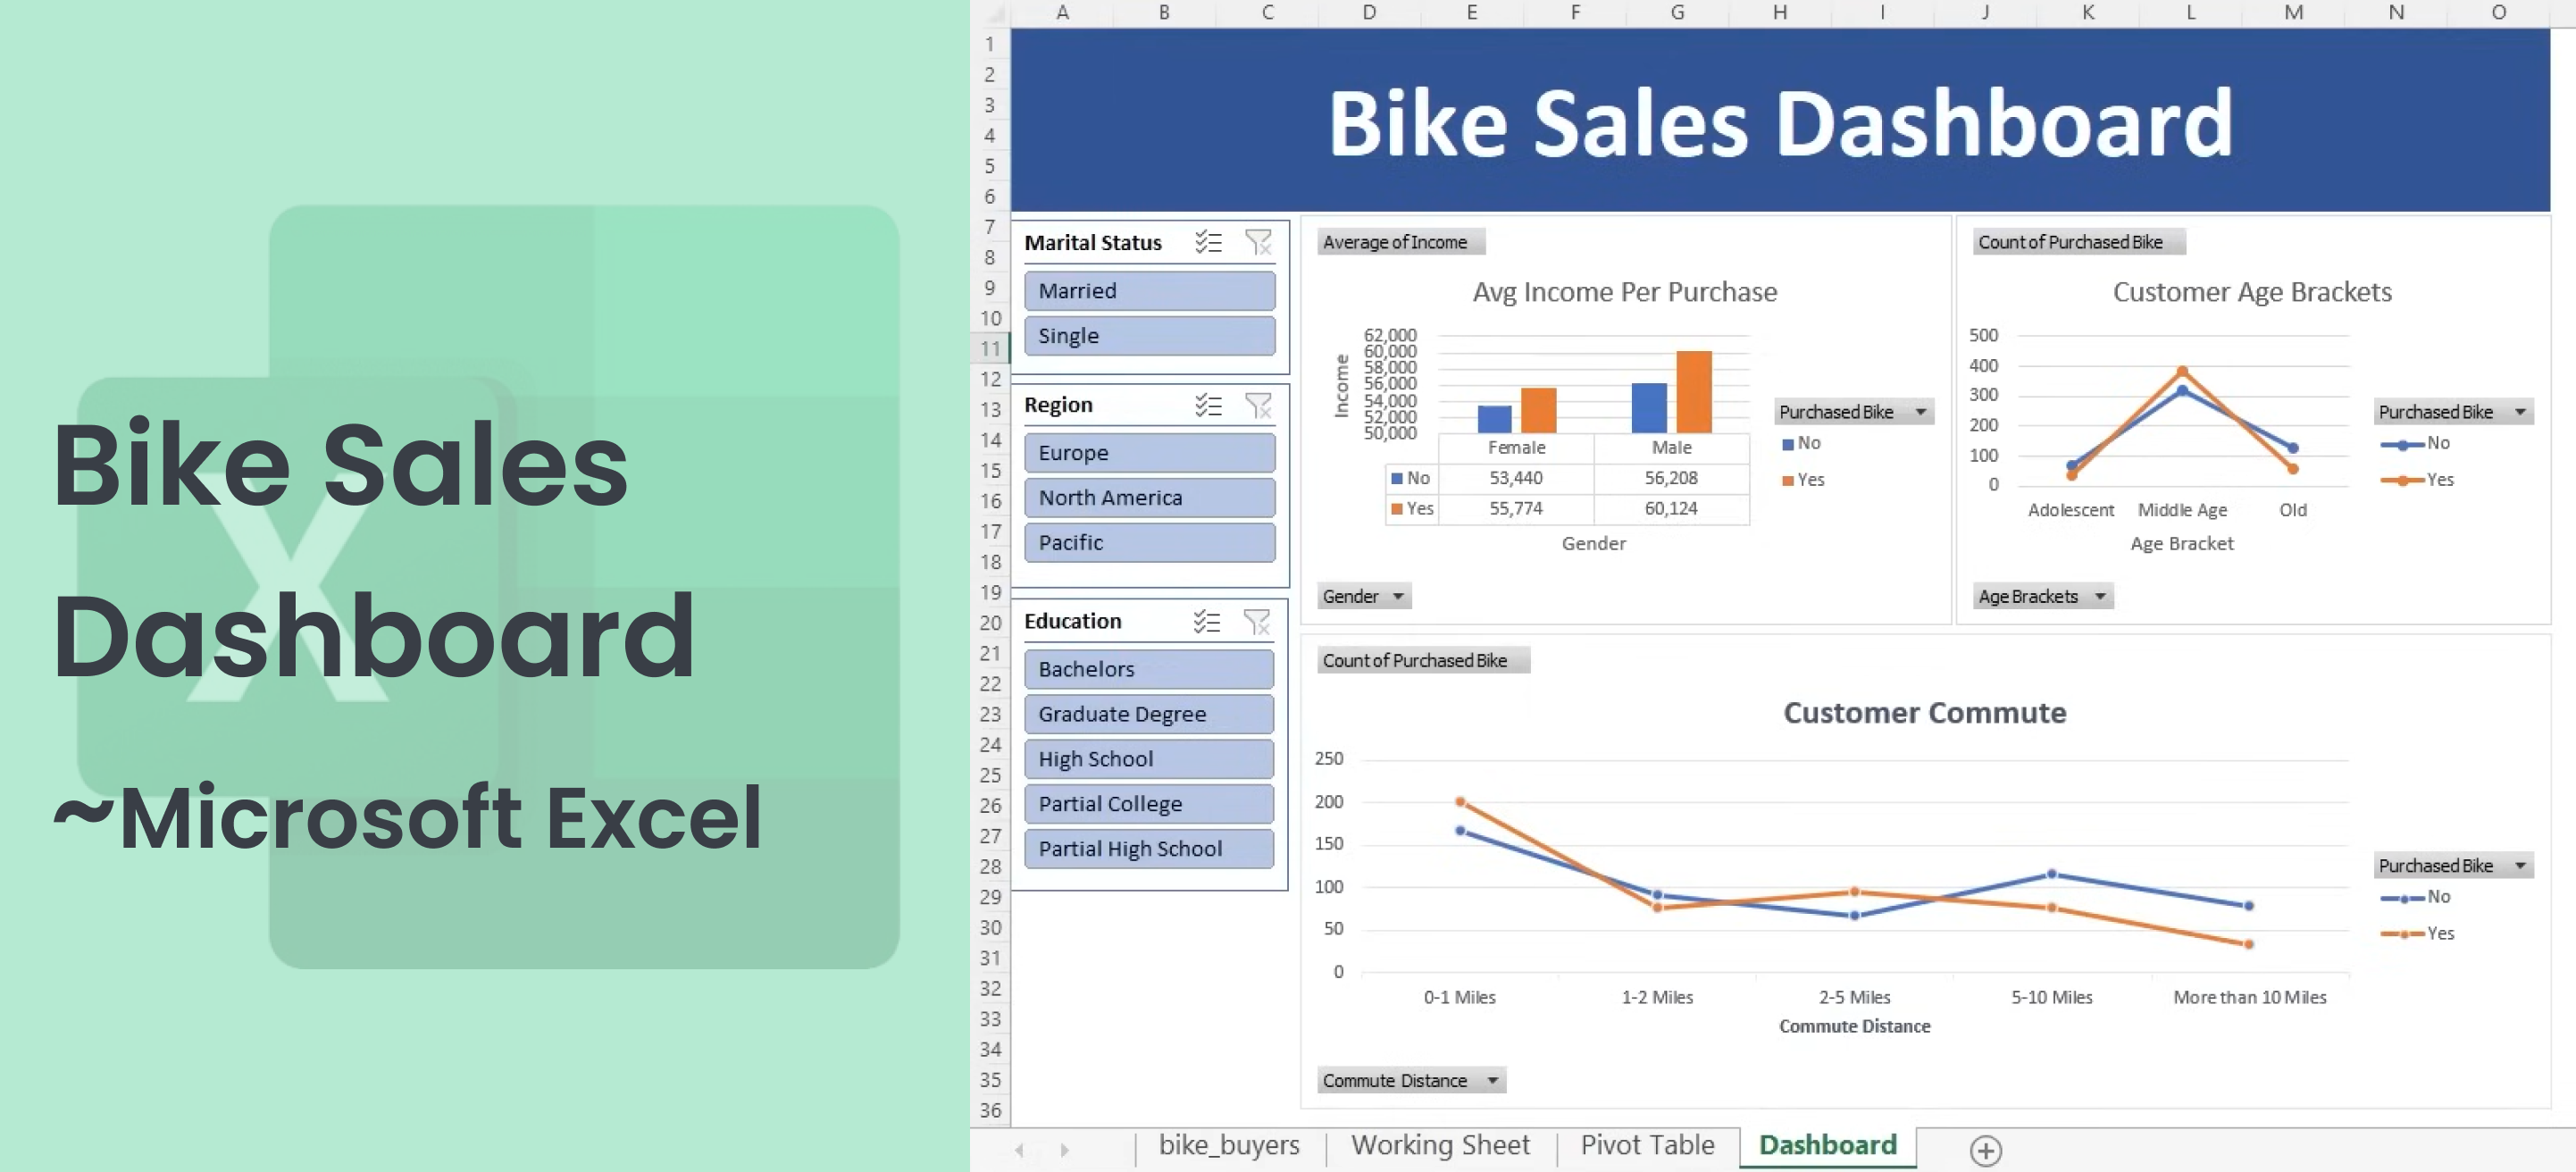 Bike Sales
Dashboard
~Microsoft Excel
X
A B C D E F G H I J K L M N O
1
2
3
4
5
6
7
8
9
10
11
12
13
14
15
16
17
18
19
20
21
22
23
24
25
26
27
28
29
30
31
32
33
34
35
36
Bike Sales Dashboard
Marital Status
Married
Single
Region
Europe
North America
Pacific
Education
Bachelors
Graduate Degree
High School
Partial College
Partial High School
Average of Income
Avg Income Per Purchase
Income
62,000
60,000
58,000
56,000
54,000
52,000
50,000
Female Male
No 53,440 56,208
Yes 55,774 60,124
Gender
Purchased Bike
No
Yes
Gender
Count of Purchased Bike
Customer Age Brackets
500
400
300
200
100
0
Adolescent Middle Age Old
Age Bracket
Purchased Bike
No
Yes
Age Brackets
Count of Purchased Bike
Customer Commute
250
200
150
100
50
0
0-1 Miles 1-2 Miles 2-5 Miles 5-10 Miles More than 10 Miles
Commute Distance
Purchased Bike
No
Yes
Commute Distance
bike_buyers Working Sheet Pivot Table Dashboard